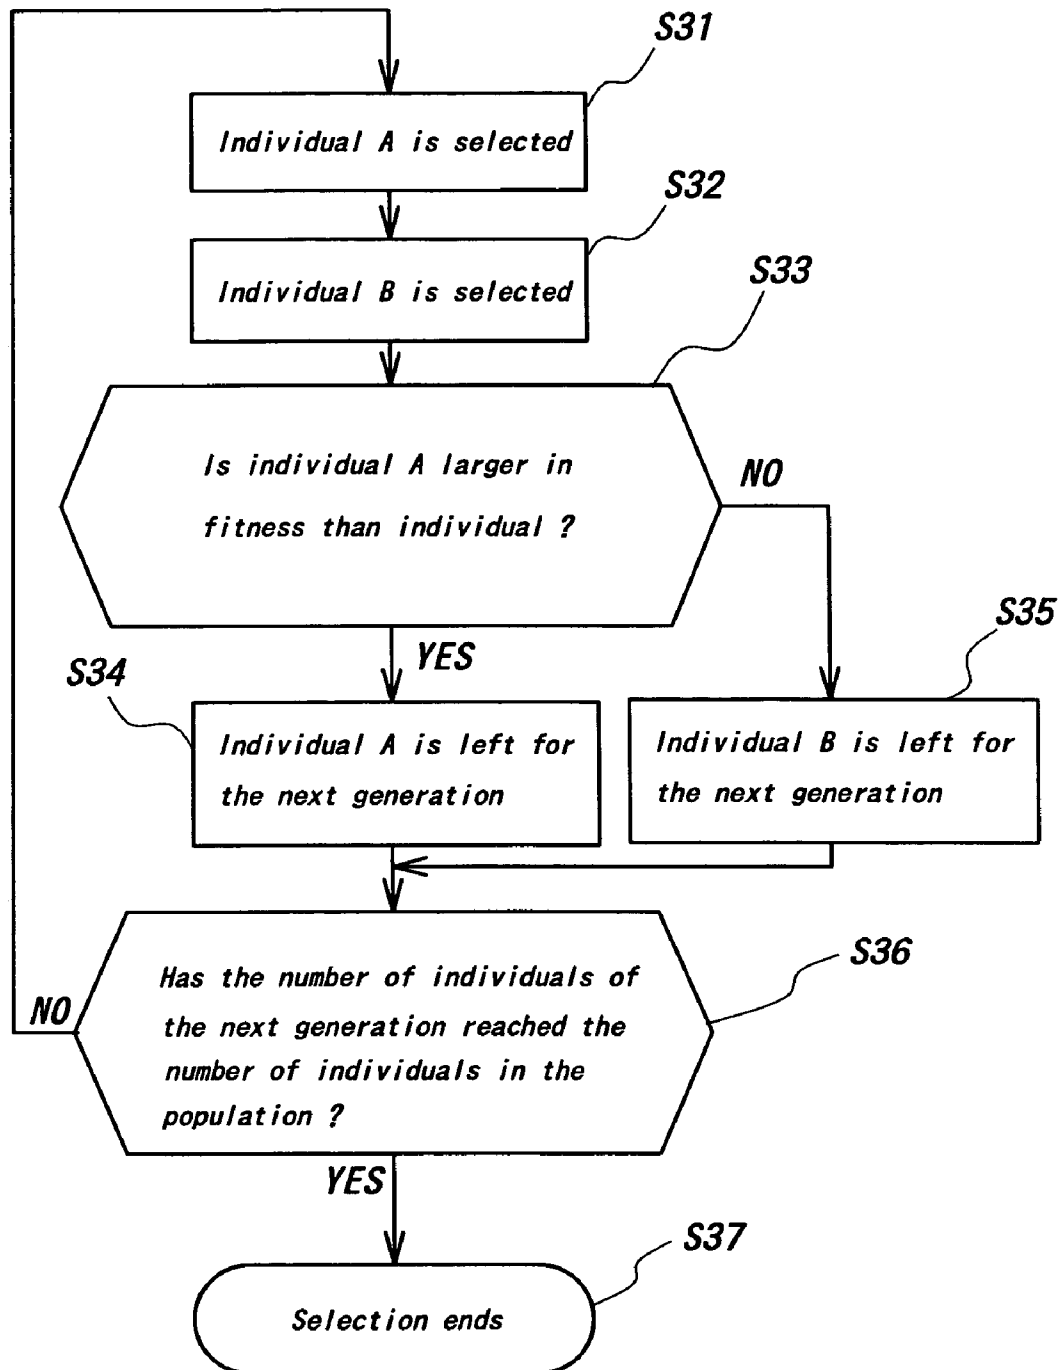 S31
Individual A is selected
S32
Individual B is selected
S33
Is individual A larger in
fitness than individual ?
NO
YES
S34
Individual A is left for
the next generation
S35
Individual B is left for
the next generation
S36
Has the number of individuals of
the next generation reached the
number of individuals in the
population ?
NO
YES
S37
Selection ends